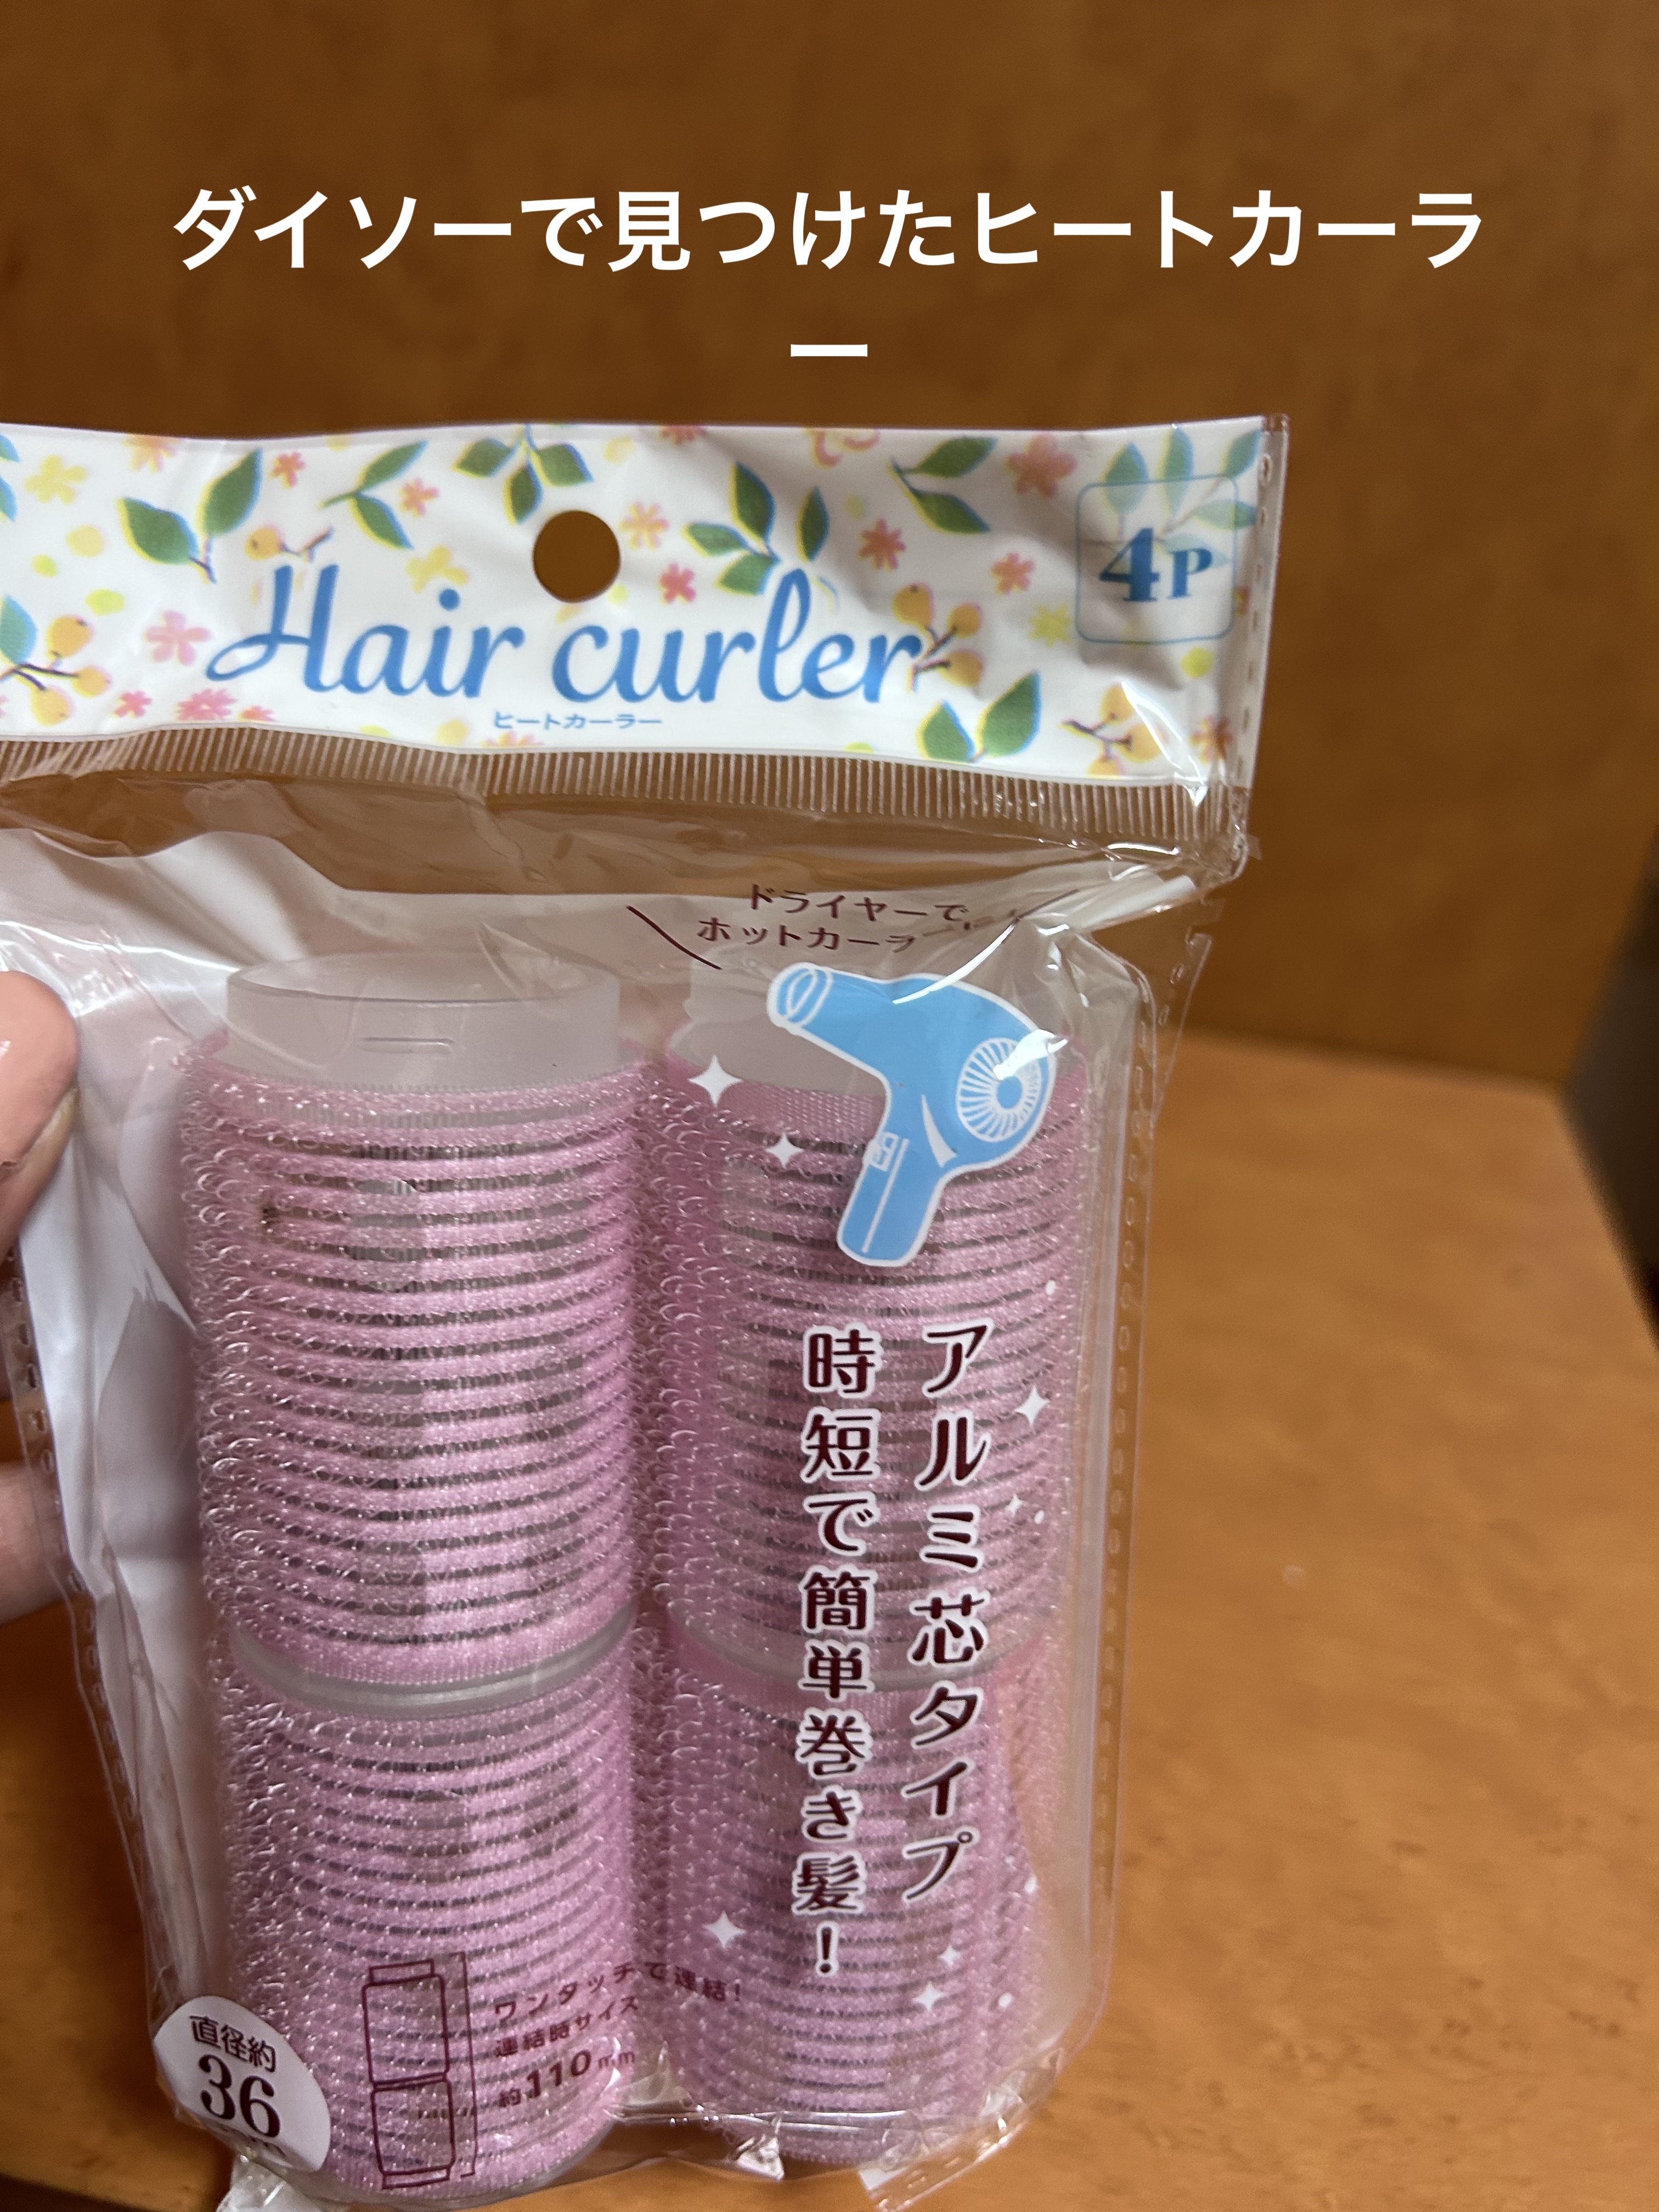 ダイソーで見つけたヒートカーラ
ー
Hair curler
4P
ヒートカーラー
ドライヤーで
ホットカーラーに!
アルミ芯タイプ
時短で簡単巻き髪!
ワンタッチで連結!
連結時サイズ
約110mm
直径約
36